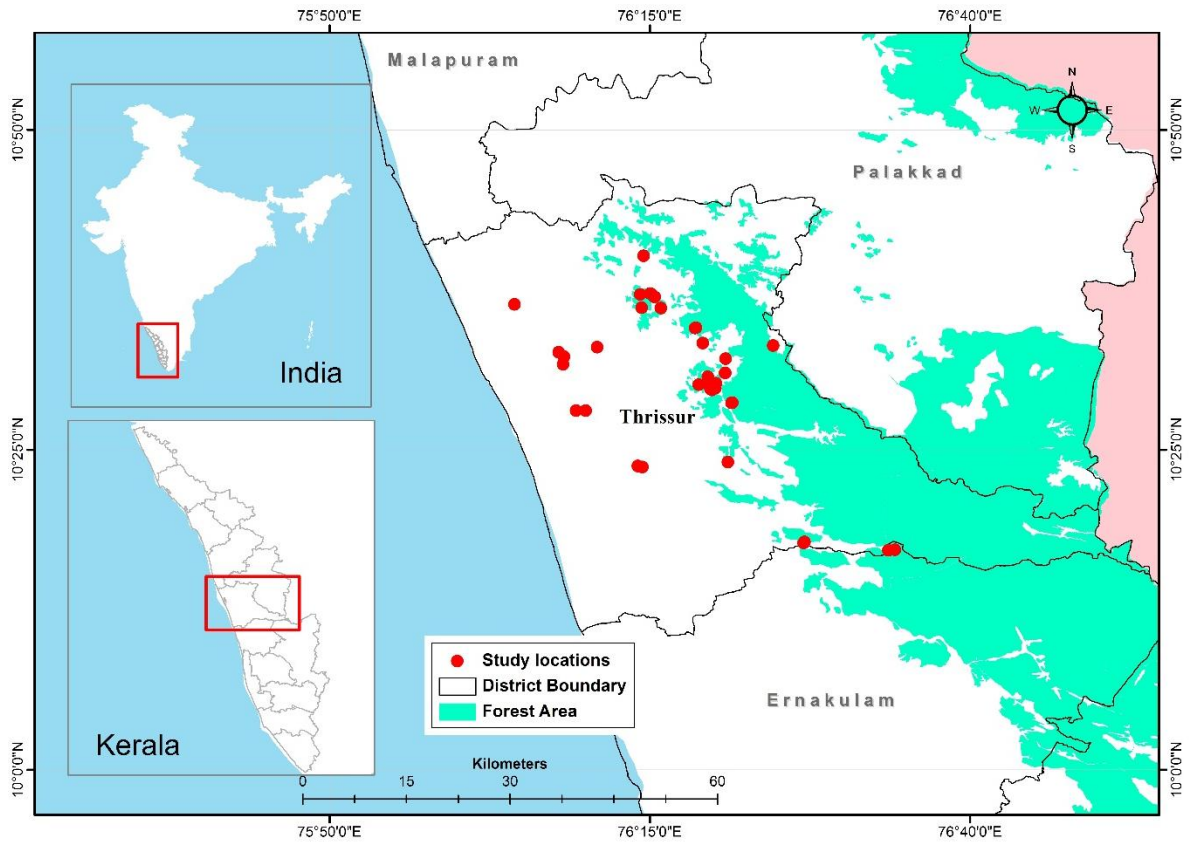 75°50'0"E
76°15'0"E
76°40'0"E
Malapuram
N
W
E
S
10°50'0"N
10°50'0"N
Palakkad
India
Thrissur
10°25'0"N
10°25'0"N
Study locations
District Boundary
Forest Area
Ernakulam
Kerala
Kilometers
0 15 30 60
10°0'0"N
10°0'0"N
75°50'0"E
76°15'0"E
76°40'0"E